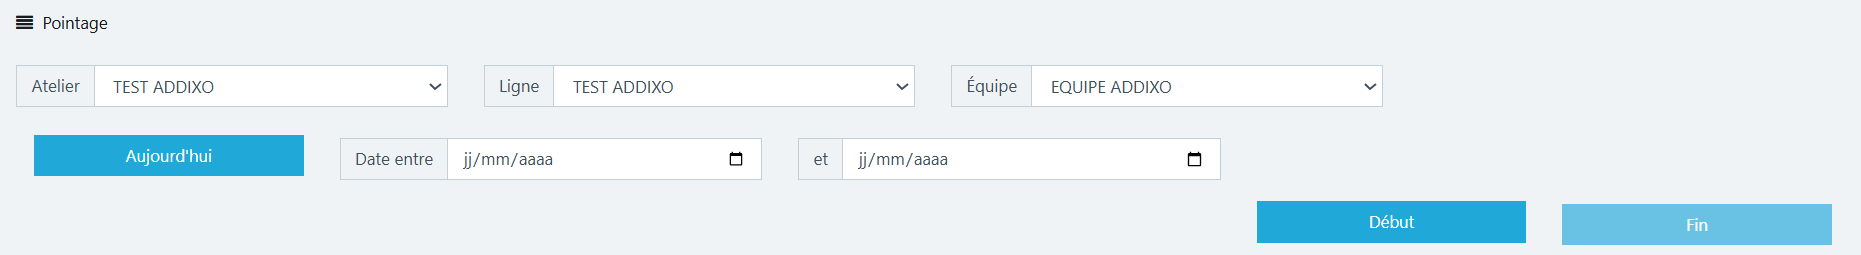 Pointage
Atelier TEST ADDIXO Ligne TEST ADDIXO Équipe EQUIPE ADDIXO
Aujourd'hui Date entre jj/mm/aaaa et jj/mm/aaaa
Début Fin